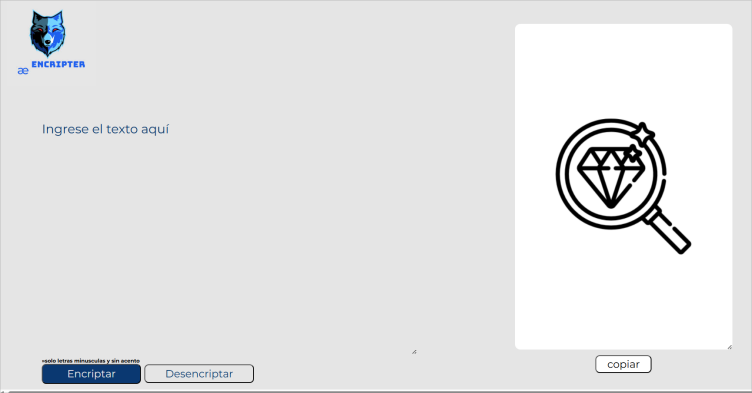 æ ENCRIPTER
Ingrese el texto aquí
*solo letras minusculas y sin acento
Encriptar
Desencriptar
copiar